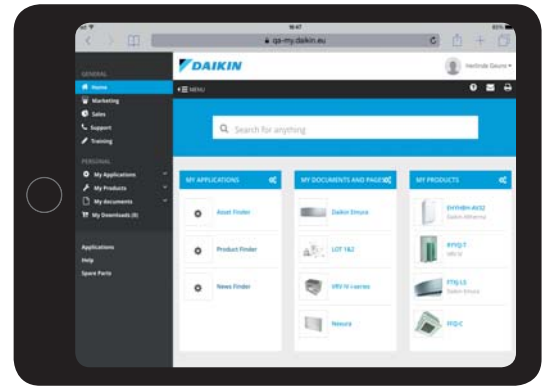 16:47
qa-my.daikin.eu
GENERAL
Home
Marketing
Sales
Support
Training
PERSONAL
My Applications
My Products
My documents
My Downloads (0)
Applications
Help
Spare Parts
DAIKIN
MENU
Search for anything
MY APPLICATIONS
Asset Finder
Product Finder
News Finder
MY DOCUMENTS AND PAGES
Daikin Emura
LOT 1&2
VRV IV i-series
Nexura
MY PRODUCTS
Daikin Altherma
RYYQ-T
VRV IV
FTXJ-LS
Daikin Emura
FFQ-C